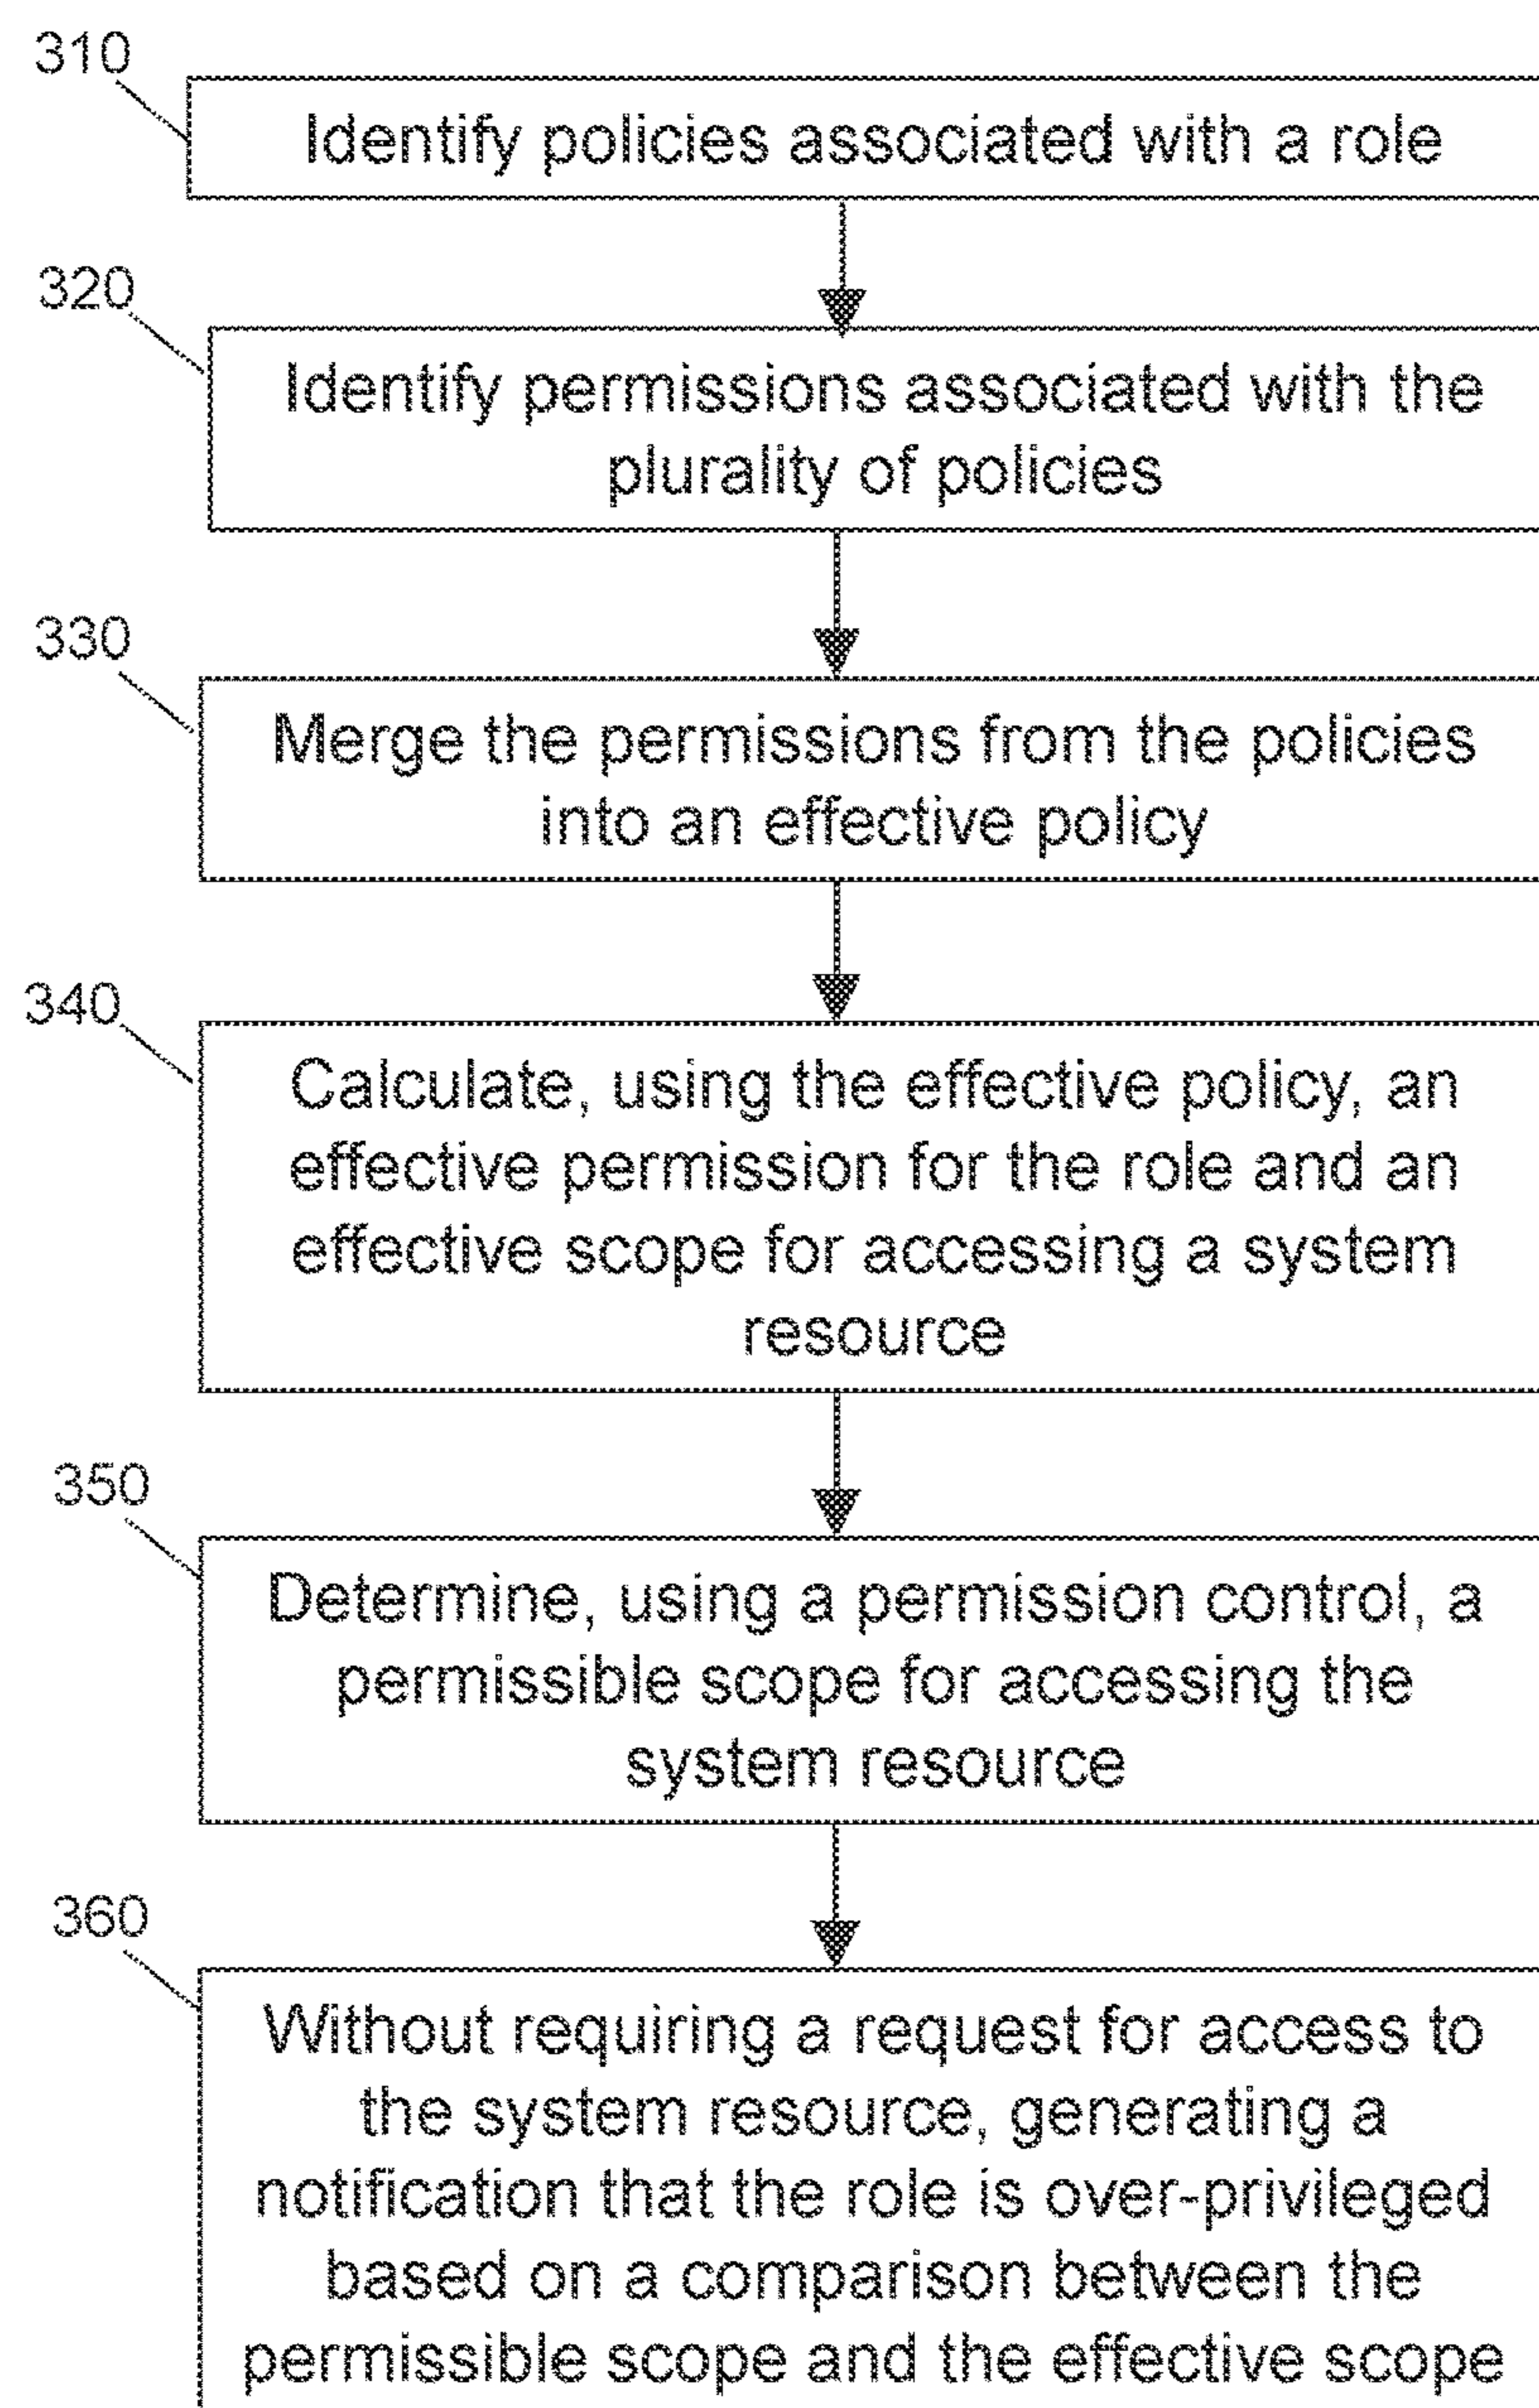 310
Identify policies associated with a role
320
Identify permissions associated with the
plurality of policies
330
Merge the permissions from the policies
into an effective policy
340
Calculate, using the effective policy, an
effective permission for the role and an
effective scope for accessing a system
resource
350
Determine, using a permission control, a
permissible scope for accessing the
system resource
360
Without requiring a request for access to
the system resource, generating a
notification that the role is over-privileged
based on a comparison between the
permissible scope and the effective scope